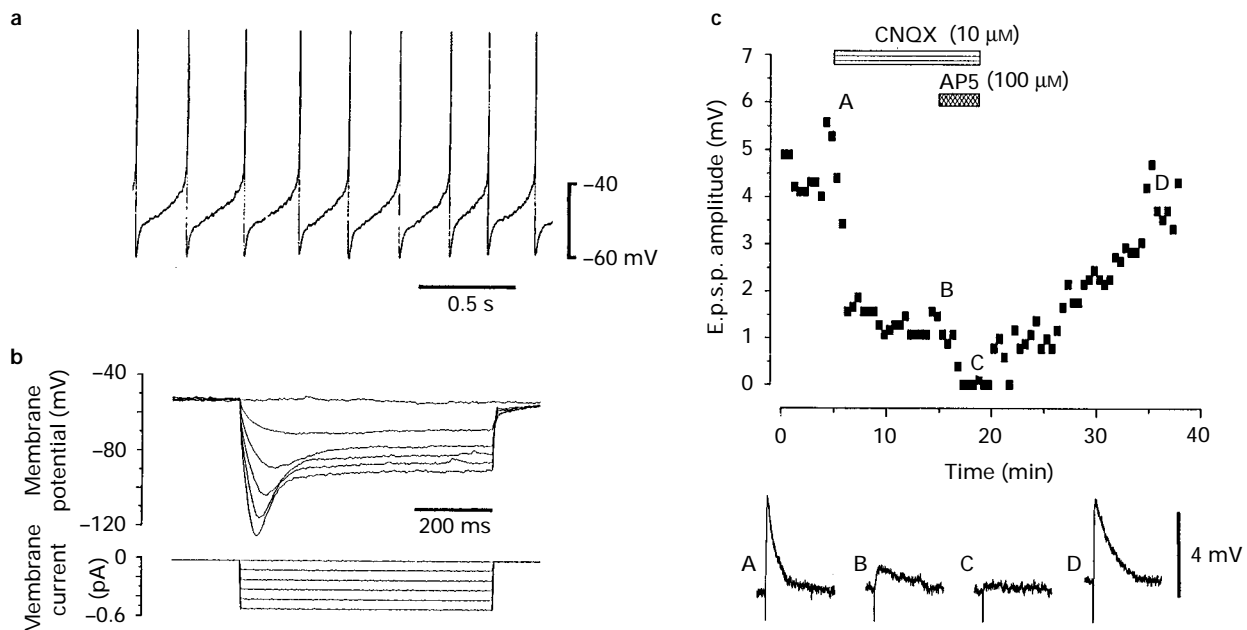 a
−40
−60 mV
0.5 s
b
Membrane potential (mV)
−40
−80
−120
200 ms
Membrane current (pA)
0
−0.6
c
CNQX (10 μM)
AP5 (100 μM)
E.p.s.p. amplitude (mV)
7
6
5
4
3
2
1
0
A
B
C
D
0 10 20 30 40
Time (min)
A B C D
4 mV